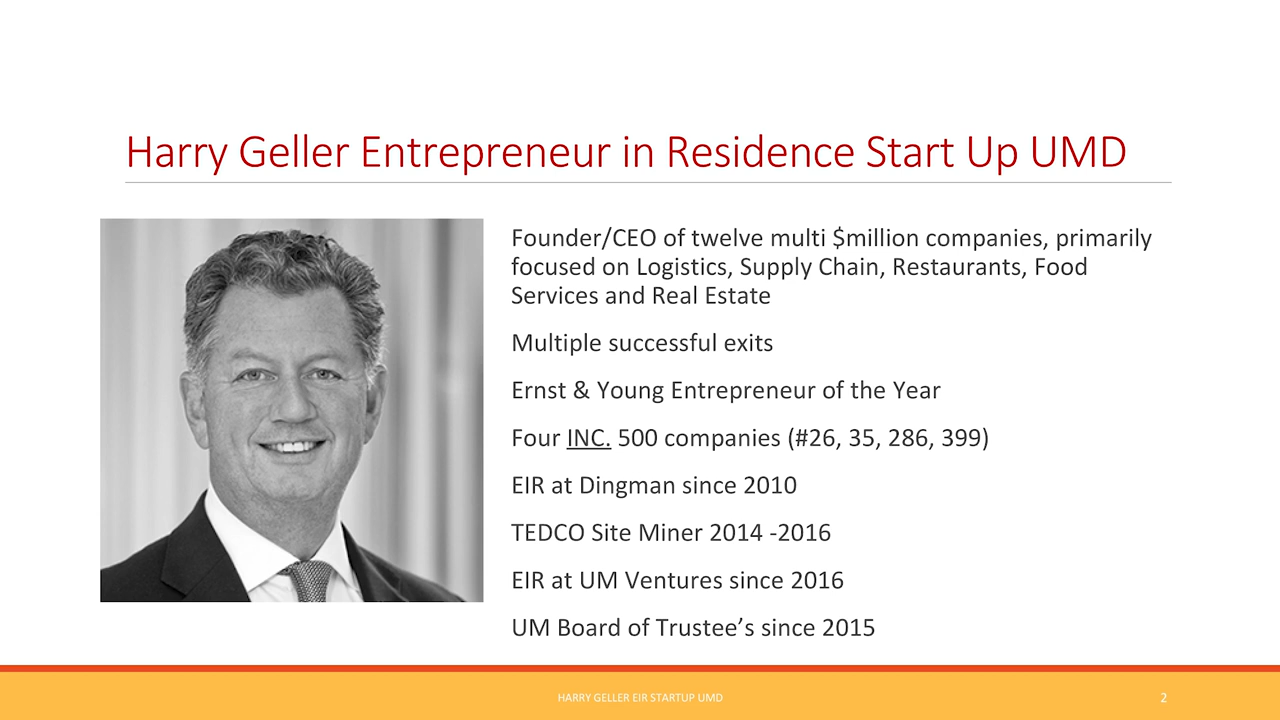 Harry Geller Entrepreneur in Residence Start Up UMD
Founder/CEO of twelve multi $million companies, primarily
focused on Logistics, Supply Chain, Restaurants, Food
Services and Real Estate
Multiple successful exits
Ernst & Young Entrepreneur of the Year
Four INC. 500 companies (#26, 35, 286, 399)
EIR at Dingman since 2010
TEDCO Site Miner 2014 -2016
EIR at UM Ventures since 2016
UM Board of Trustee’s since 2015
HARRY GELLER EIR STARTUP UMD
2